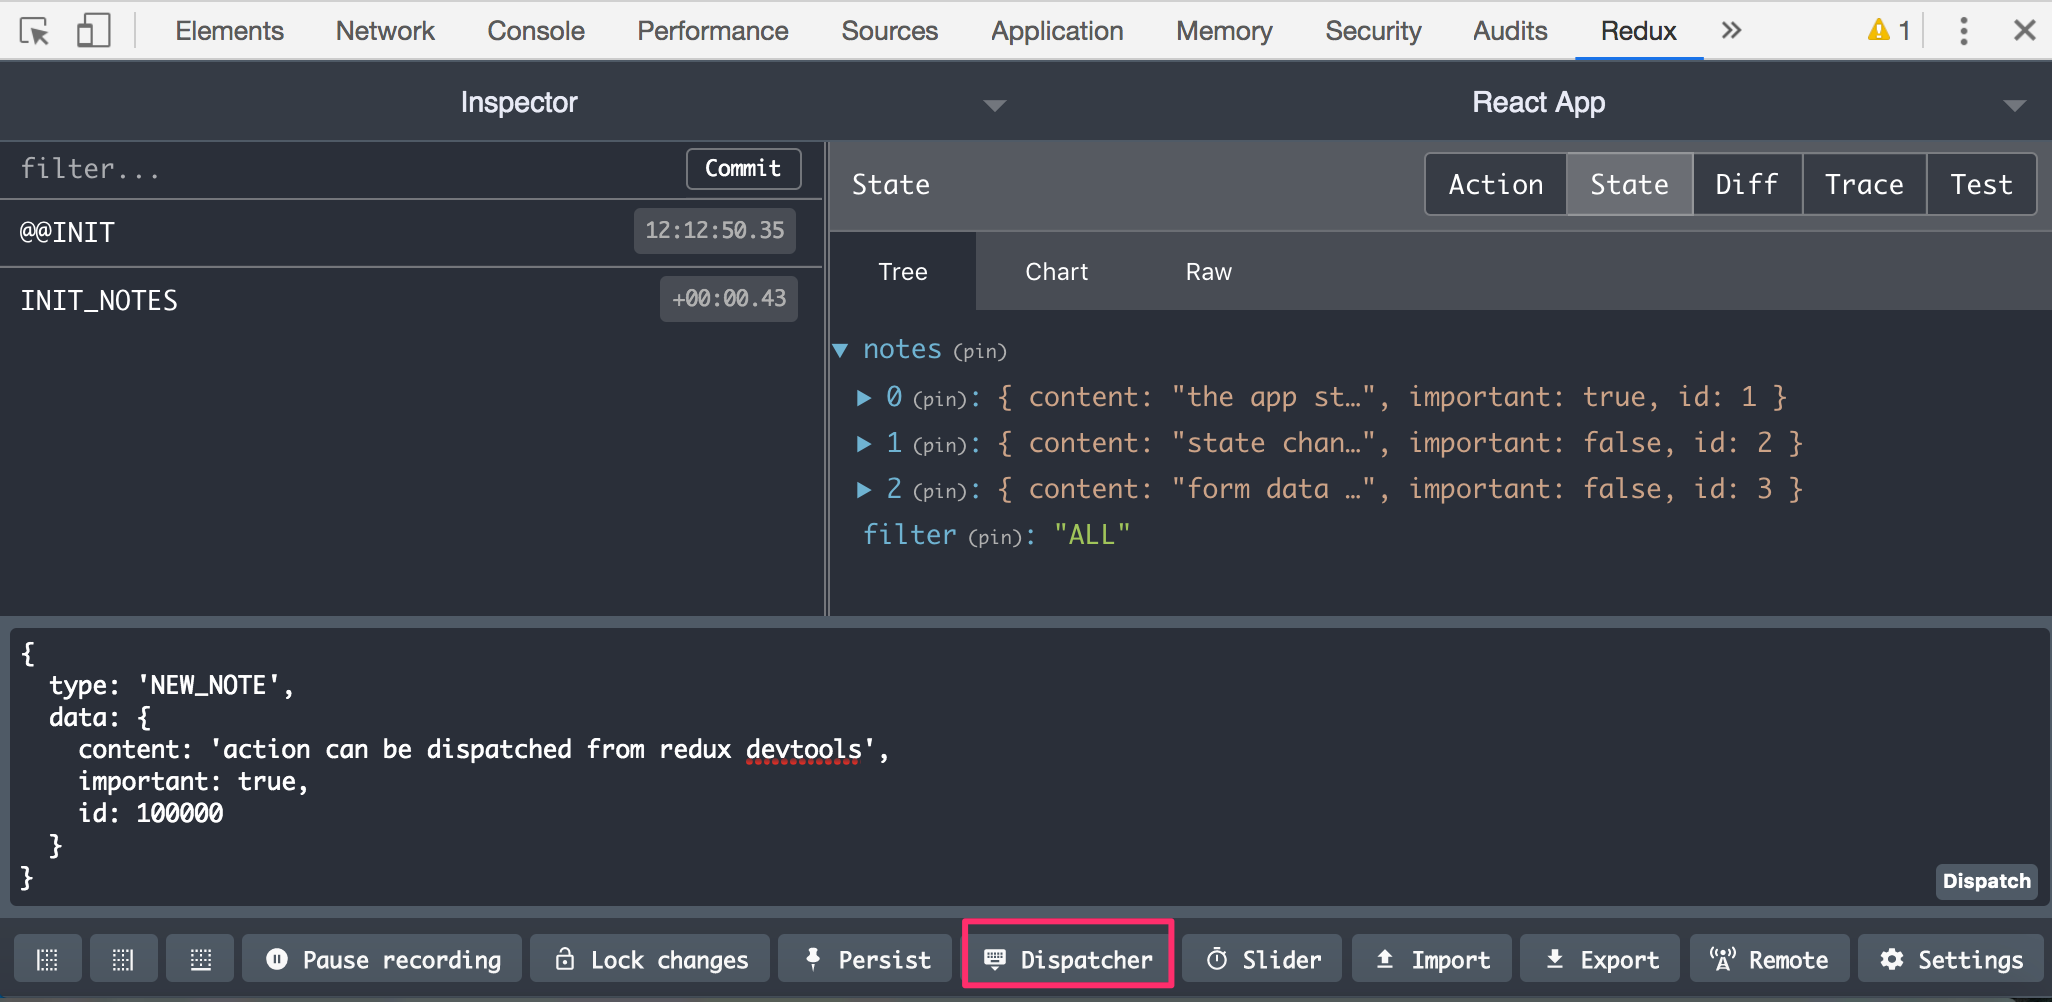 Elements Network Console Performance Sources Application Memory Security Audits Redux » 1
Inspector React App
filter... Commit
@@INIT 12:12:50.35
INIT_NOTES +00:00.43
State Action State Diff Trace Test
Tree Chart Raw
notes (pin)
0 (pin): { content: "the app st…", important: true, id: 1 }
1 (pin): { content: "state chan…", important: false, id: 2 }
2 (pin): { content: "form data …", important: false, id: 3 }
filter (pin): "ALL"
{
type: 'NEW_NOTE',
data: {
content: 'action can be dispatched from redux devtools',
important: true,
id: 100000
}
}
Dispatch
Pause recording Lock changes Persist Dispatcher Slider Import Export Remote Settings